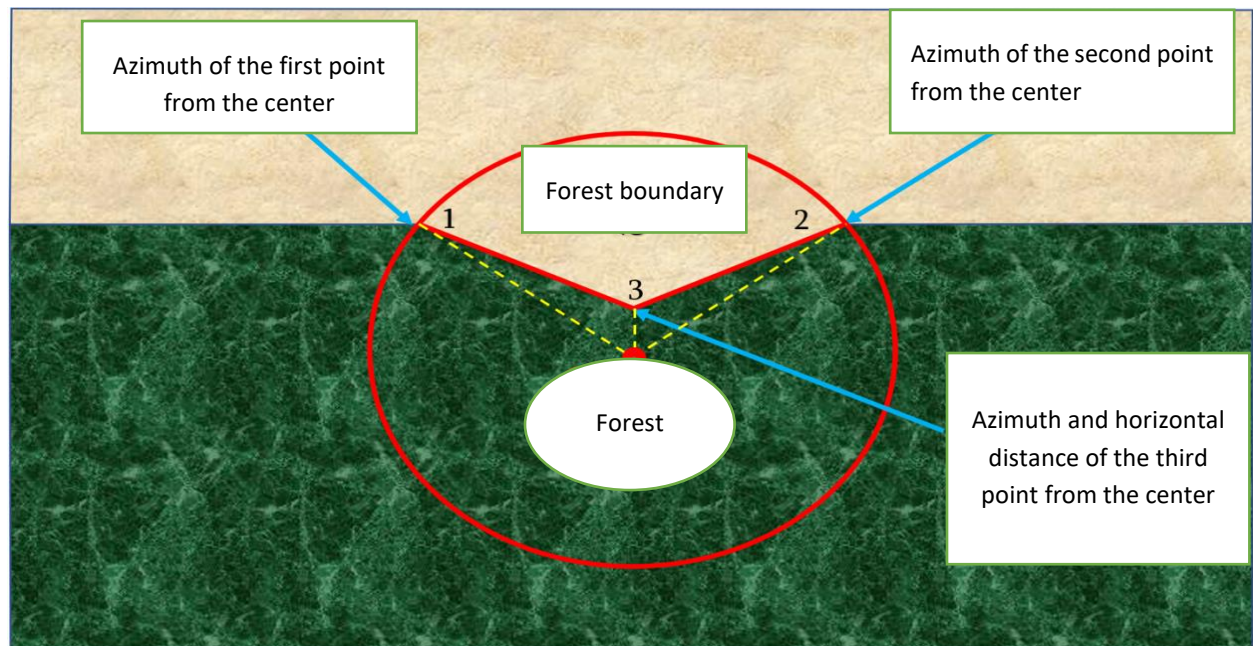 Azimuth of the first point
from the center
Azimuth of the second point
from the center
Forest boundary
1
2
3
Forest
Azimuth and horizontal
distance of the third
point from the center